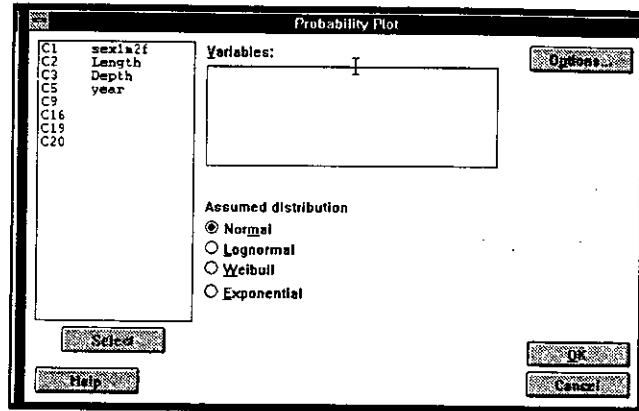 Probability Plot
C1 sex1m2f
C2 Length
C3 Depth
C5 year
C9
C16
C19
C20
Variables:
Options...
Assumed distribution
Normal
Lognormal
Weibull
Exponential
Select
Help
OK
Cancel